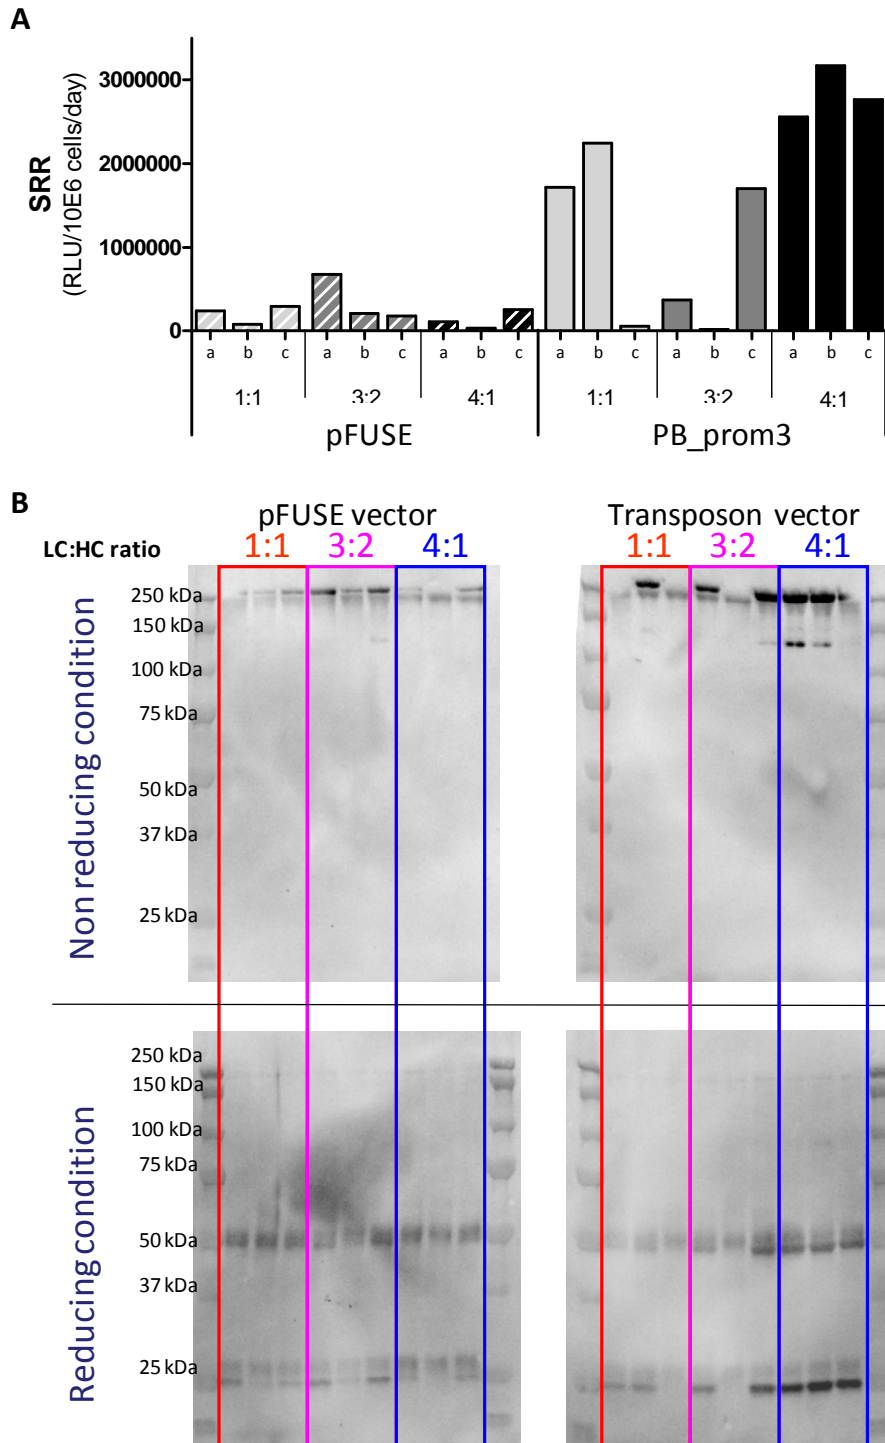 A
3000000
2000000
1000000
0
SRR
(RLU/10E6 cells/day)
a b c a b c a b c a b c a b c a b c
1:1 3:2 4:1 1:1 3:2 4:1
pFUSE PB_prom3
B
pFUSE vector Transposon vector
LC:HC ratio 1:1 3:2 4:1 1:1 3:2 4:1
Non reducing condition
250 kDa
150 kDa
100 kDa
75 kDa
50 kDa
37 kDa
25 kDa
Reducing condition
250 kDa
150 kDa
100 kDa
75 kDa
50 kDa
37 kDa
25 kDa